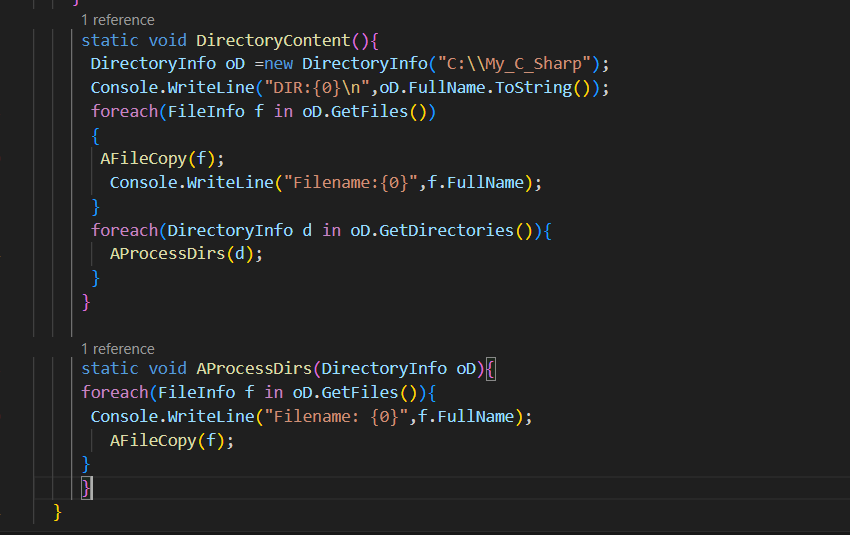 }
1 reference
static void DirectoryContent(){
DirectoryInfo oD =new DirectoryInfo("C:\\My_C_Sharp");
Console.WriteLine("DIR:{0}\n",oD.FullName.ToString());
foreach(FileInfo f in oD.GetFiles())
{
AFileCopy(f);
Console.WriteLine("Filename:{0}",f.FullName);
}
foreach(DirectoryInfo d in oD.GetDirectories()){
AProcessDirs(d);
}
}
1 reference
static void AProcessDirs(DirectoryInfo oD){
foreach(FileInfo f in oD.GetFiles()){
Console.WriteLine("Filename: {0}",f.FullName);
AFileCopy(f);
}
}
}